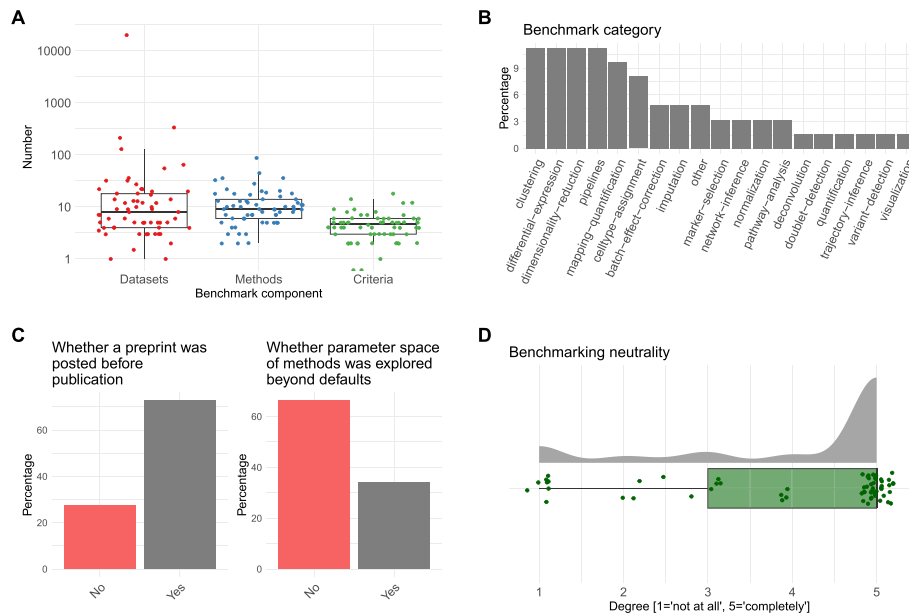 A
10000
1000
100
10
1
Number
Datasets
Methods
Criteria
Benchmark component
B
Benchmark category
9
6
3
0
Percentage
clustering
differential−expression
dimensionality−reduction
pipelines
mapping−quantification
celltype−assignment
batch−effect−correction
imputation
other
marker−selection
network−inference
normalization
pathway−analysis
deconvolution
doubet−detection
quantification
trajectory−inference
variant−detection
visualization
C
Whether a preprint was
posted before
publication
60
40
20
0
Percentage
No
Yes
Whether parameter space
of methods was explored
beyond defaults
60
40
20
0
Percentage
No
Yes
D
Benchmarking neutrality
1
2
3
4
5
Degree [1='not at all', 5='completely']